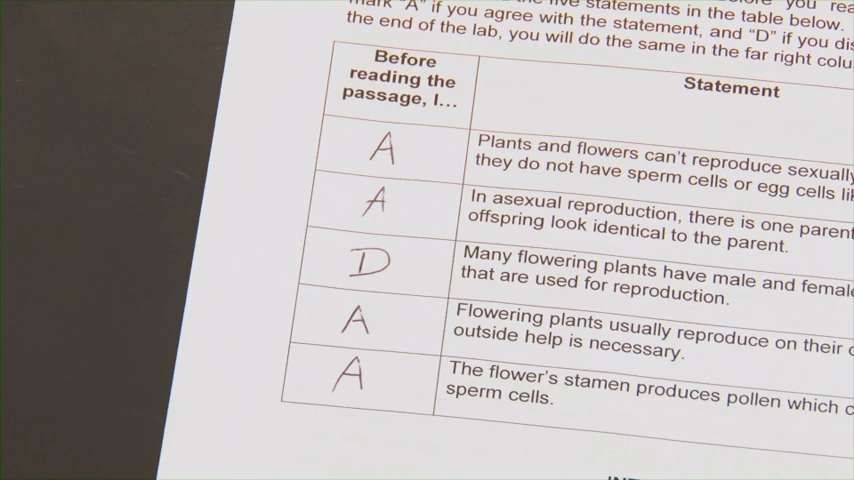 mark "A" if you agree with the statement, and "D" if you
the end of the lab, you will do the same in the far right
Before
reading the
passage, I...
Statement
A
Plants and flowers can't reproduce sexually
they do not have sperm cells or egg cells
A
In asexual reproduction, there is one parent
offspring look identical to the parent.
D
Many flowering plants have male and female
that are used for reproduction.
A
Flowering plants usually reproduce on their
outside help is necessary.
A
The flower's stamen produces pollen which
sperm cells.